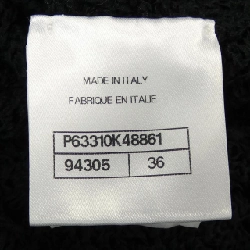 MADE IN ITALY
FABRIQUE EN ITALIE
P63310K48861
94305 36